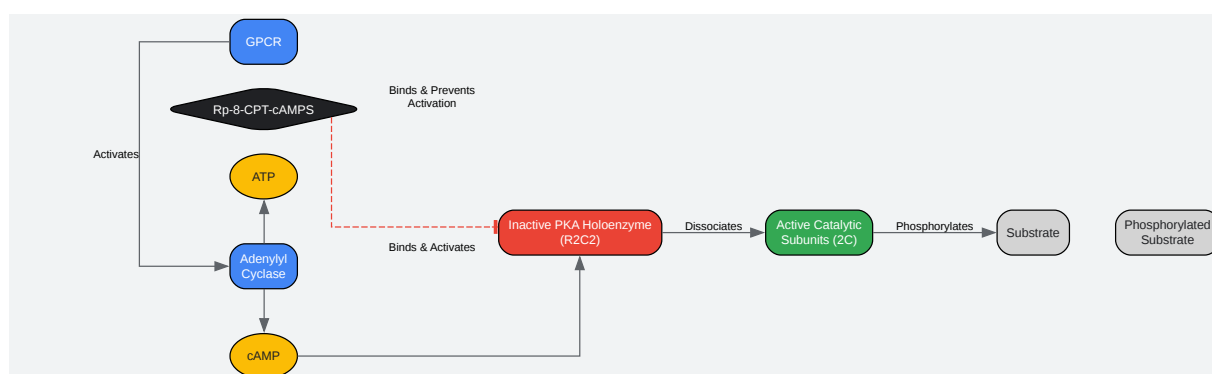 GPCR
Binds & Prevents
Activation
Rp-8-CPT-cAMPS
Activates
ATP
Inactive PKA Holoenzyme
(R2C2)
Dissociates
Active Catalytic
Subunits (2C)
Phosphorylates
Substrate
Phosphorylated
Substrate
Binds & Activates
Adenylyl
Cyclase
cAMP